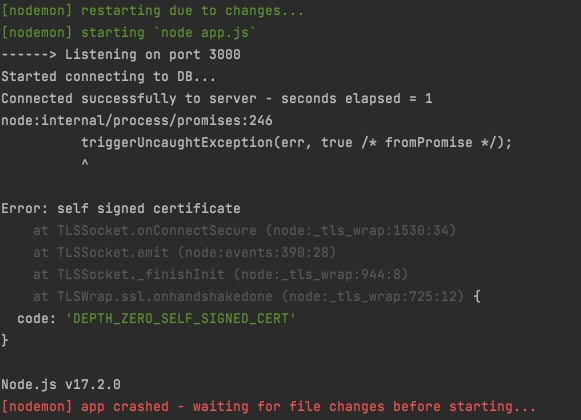 [nodemon] restarting due to changes...
[nodemon] starting `node app.js`
------> Listening on port 3000
Started connecting to DB...
Connected successfully to server - seconds elapsed = 1
node:internal/process/promises:246
          triggerUncaughtException(err, true /* fromPromise */);
          ^

Error: self signed certificate
    at TLSSocket.onConnectSecure (node:_tls_wrap:1530:34)
    at TLSSocket.emit (node:events:390:28)
    at TLSSocket._finishInit (node:_tls_wrap:944:8)
    at TLSWrap.ssl.onhandshakedone (node:_tls_wrap:725:12) {
  code: 'DEPTH_ZERO_SELF_SIGNED_CERT'
}

Node.js v17.2.0
[nodemon] app crashed - waiting for file changes before starting...